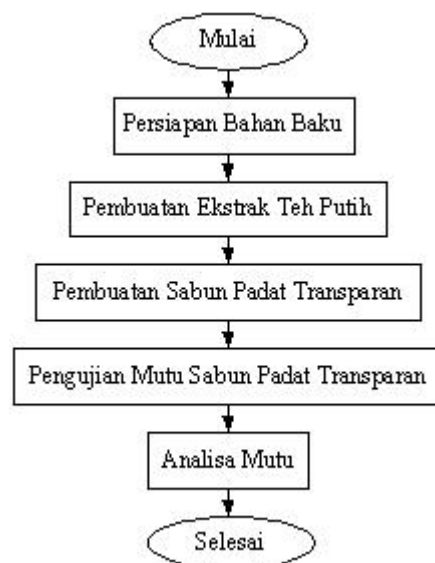 Mulai
Persiapan Bahan Baku
Pembuatan Ekstrak Teh Putih
Pembuatan Sabun Padat Transparan
Pengujian Mutu Sabun Padat Transparan
Analisa Mutu
Selesai